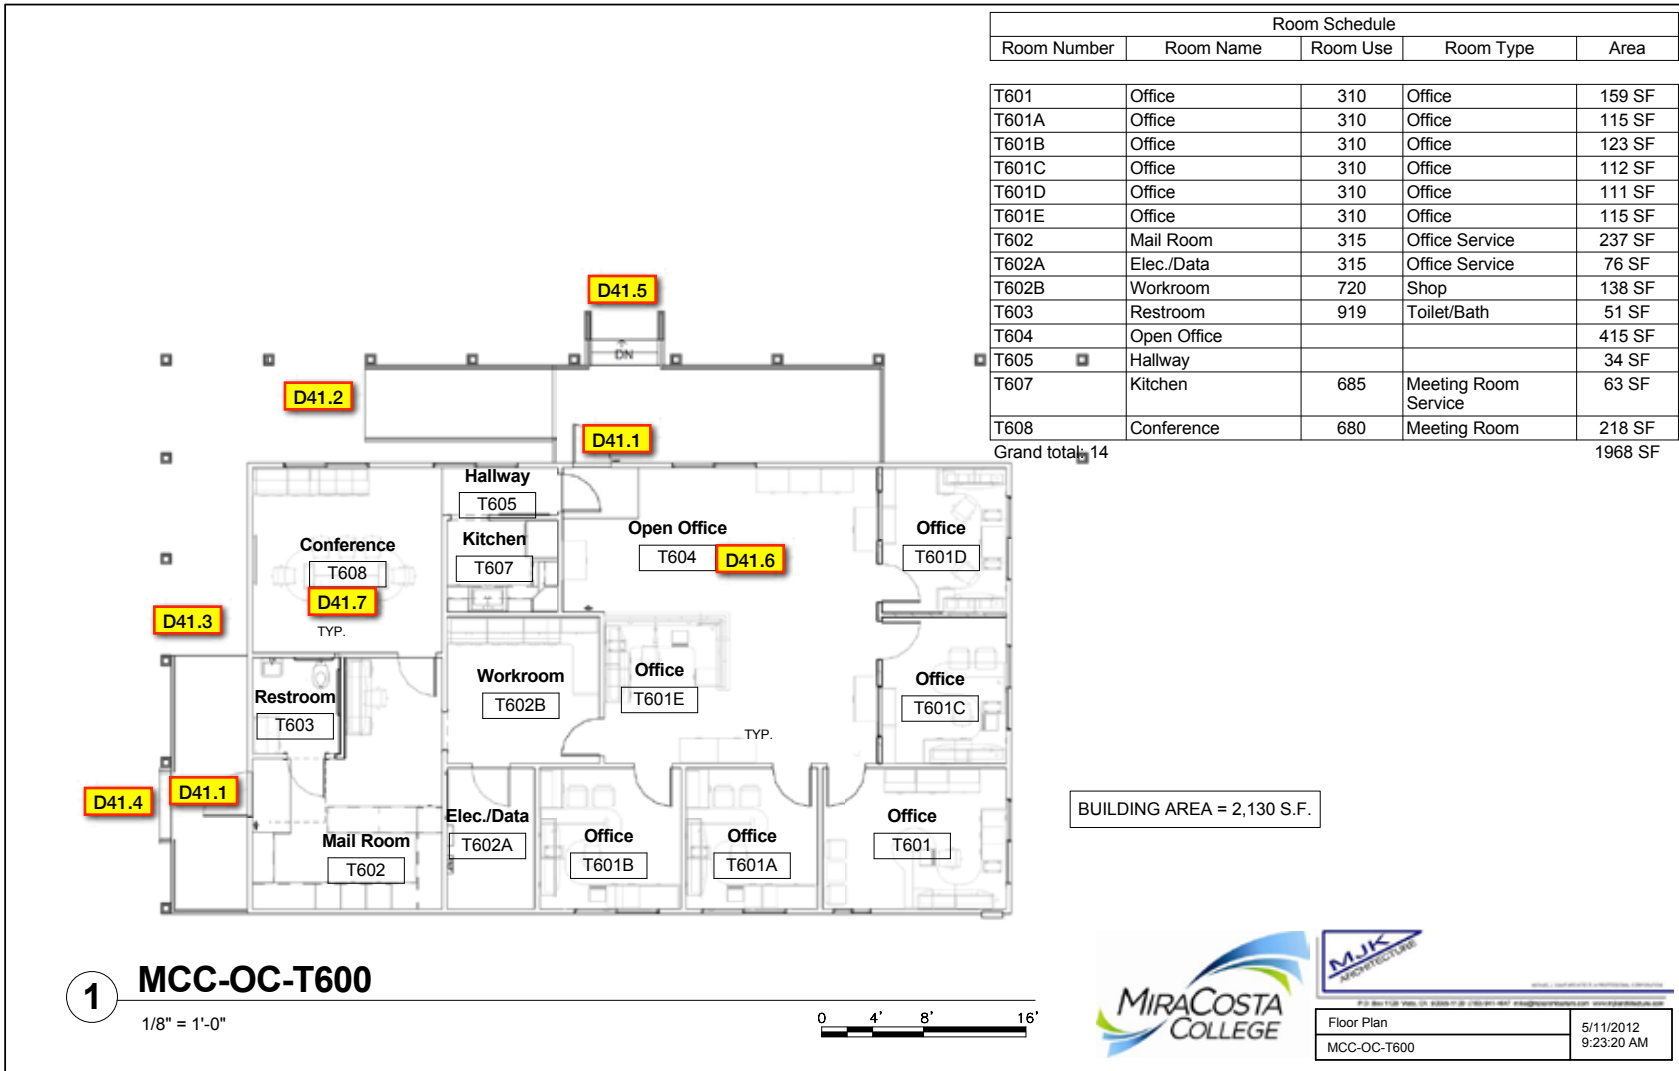 Room Schedule
Room Number Room Name Room Use Room Type Area
T601 Office 310 Office 159 SF
T601A Office 310 Office 115 SF
T601B Office 310 Office 123 SF
T601C Office 310 Office 112 SF
T601D Office 310 Office 111 SF
T601E Office 310 Office 115 SF
T602 Mail Room 315 Office Service 237 SF
T602A Elec./Data 315 Office Service 76 SF
T602B Workroom 720 Shop 138 SF
T603 Restroom 919 Toilet/Bath 51 SF
T604 Open Office 415 SF
T605 Hallway 34 SF
T607 Kitchen 685 Meeting Room Service 63 SF
T608 Conference 680 Meeting Room 218 SF
Grand total: 14 1968 SF
D41.5
DN
D41.2
D41.1
Hallway
T605
Kitchen
T607
Open Office
T604
D41.6
Office
T601D
Conference
T608
D41.7
TYP.
D41.3
Restroom
T603
Workroom
T602B
Office
T601E
TYP.
Office
T601C
D41.4
D41.1
Mail Room
T602
Elec./Data
T602A
Office
T601B
Office
T601A
Office
T601
BUILDING AREA = 2,130 S.F.
1
MCC-OC-T600
1/8" = 1'-0"
0 4' 8' 16'
MIRACOSTA
COLLEGE
MJK
ARCHITECTURE
Floor Plan
MCC-OC-T600
5/11/2012
9:23:20 AM